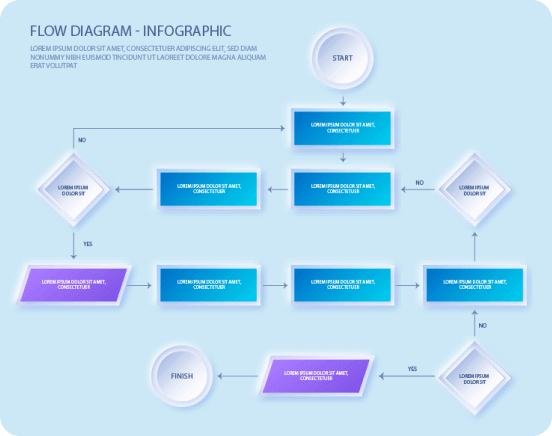 FLOW DIAGRAM - INFOGRAPHIC
LOREM IPSUM DOLOR SIT AMET, CONSECTETUER ADIPISCING ELIT, SED DIAM
NONUMMY NIBH EUISMOD TINCIDUNT UT LAOREET DOLORE MAGNA ALIQUAM
ERAT VOLUTPAT
START
LOREM IPSUM DOLOR SIT AMET,
CONSECTETUER
NO
LOREM IPSUM
DOLOR SIT
LOREM IPSUM DOLOR SIT AMET,
CONSECTETUER
LOREM IPSUM DOLOR SIT AMET,
CONSECTETUER
NO
LOREM IPSUM
DOLOR SIT
YES
LOREM IPSUM DOLOR SIT AMET,
CONSECTETUER
LOREM IPSUM DOLOR SIT AMET,
CONSECTETUER
LOREM IPSUM DOLOR SIT AMET,
CONSECTETUER
LOREM IPSUM DOLOR SIT AMET,
CONSECTETUER
NO
FINISH
LOREM IPSUM DOLOR SIT AMET,
CONSECTETUER
YES
LOREM IPSUM
DOLOR SIT